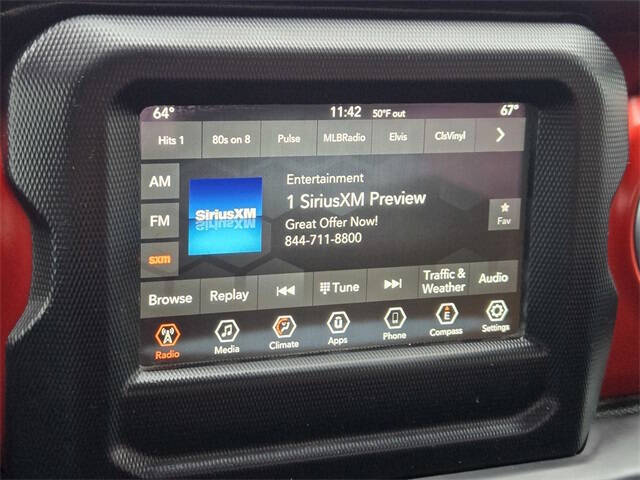 64° 11:42 50°F out 67°
Hits 1 80s on 8 Pulse MLBRadio Elvis ClsVinyl
AM
FM
sxm
SiriusXM
Entertainment
1 SiriusXM Preview
Great Offer Now!
844-711-8800
Fav
Browse Replay Tune Traffic & Weather Audio
Radio Media Climate Apps Phone E Compass Settings